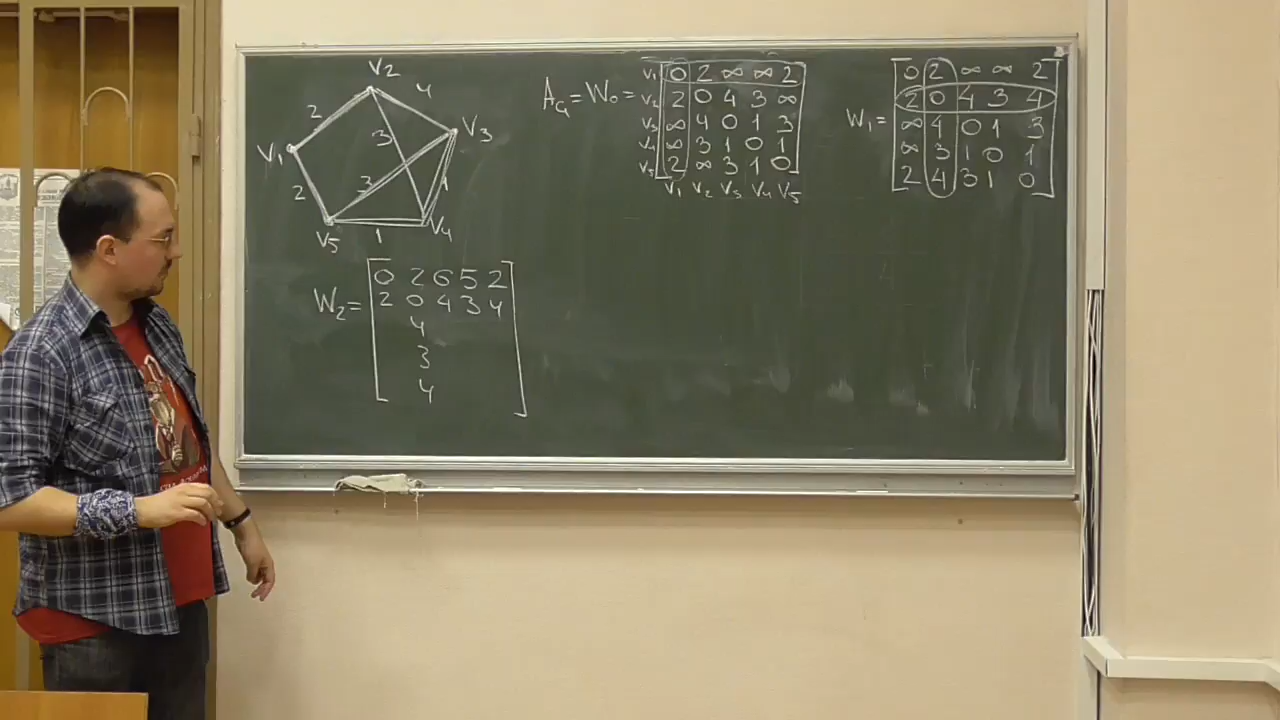 V₂
2
4
3
V₃
V₁
2
3
1
V₅
1
V₄
A_G = W₀ =
V₁ 0 2 ∞ ∞ 2
V₂ 2 0 4 3 ∞
V₃ ∞ 4 0 1 3
V₄ ∞ 3 1 0 1
V₅ 2 ∞ 3 1 0
V₁ V₂ V₃ V₄ V₅
W₁ =
0 2 ∞ ∞ 2
2 0 4 3 4
∞ 4 0 1 3
∞ 3 1 0 1
2 4 3 1 0
W₂ =
0 2 6 5 2
2 0 4 3 4
4
3
4